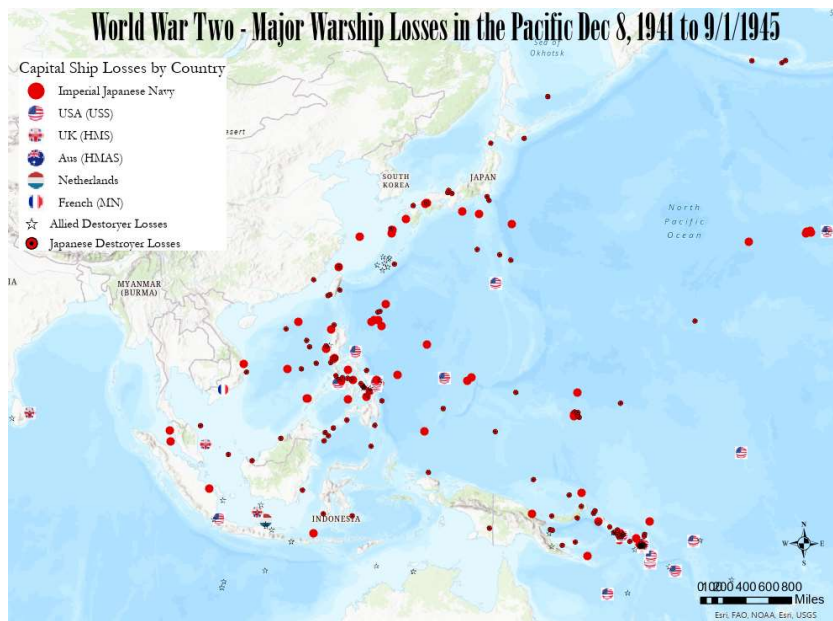 World War Two - Major Warship Losses in the Pacific Dec 8, 1941 to 9/1/1945
Sea of
Okhotsk
Capital Ship Losses by Country
Imperial Japanese Navy
USA (USS)
UK (HMS)
Aus (HMAS)
Netherlands
French (MN)
Allied Destoryer Losses
Japanese Destroyer Losses
esert
SOUTH
KOREA
JAPAN
North
Pacific
Ocean
IA
MYANMAR
(BURMA)
INDONESIA
N
W
E
S
0100200 400 600 800
Miles
Esri, FAO, NOAA, Esri, USGS